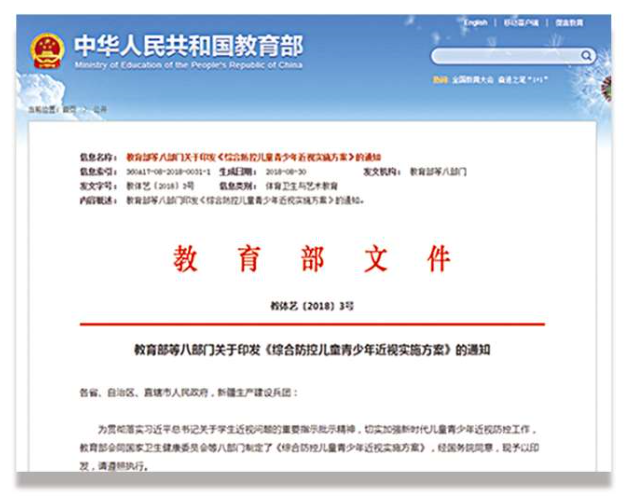 English | 移动客户端 | 微言教育
中华人民共和国教育部
Ministry of Education of the People's Republic of China
热词: 全国教育大会 奋进之笔"1+1"
当前位置: 首页 > 公开
信息名称: 教育部等八部门关于印发《综合防控儿童青少年近视实施方案》的通知
信息索引: 360A17-08-2018-0031-1 生成日期: 2018-08-30 发文机构: 教育部等八部门
发文字号: 教体艺〔2018〕3号 信息类别: 体育卫生与艺术教育
内容概述: 教育部等八部门印发《综合防控儿童青少年近视实施方案》的通知。
教育部文件
教体艺〔2018〕3号
教育部等八部门关于印发《综合防控儿童青少年近视实施方案》的通知
各省、自治区、直辖市人民政府,新疆生产建设兵团:
为贯彻落实习近平总书记关于学生近视问题的重要指示批示精神,切实加强新时代儿童青少年近视防控工作,
教育部会同国家卫生健康委员会等八部门制定了《综合防控儿童青少年近视实施方案》,经国务院同意,现予以印
发,请遵照执行。